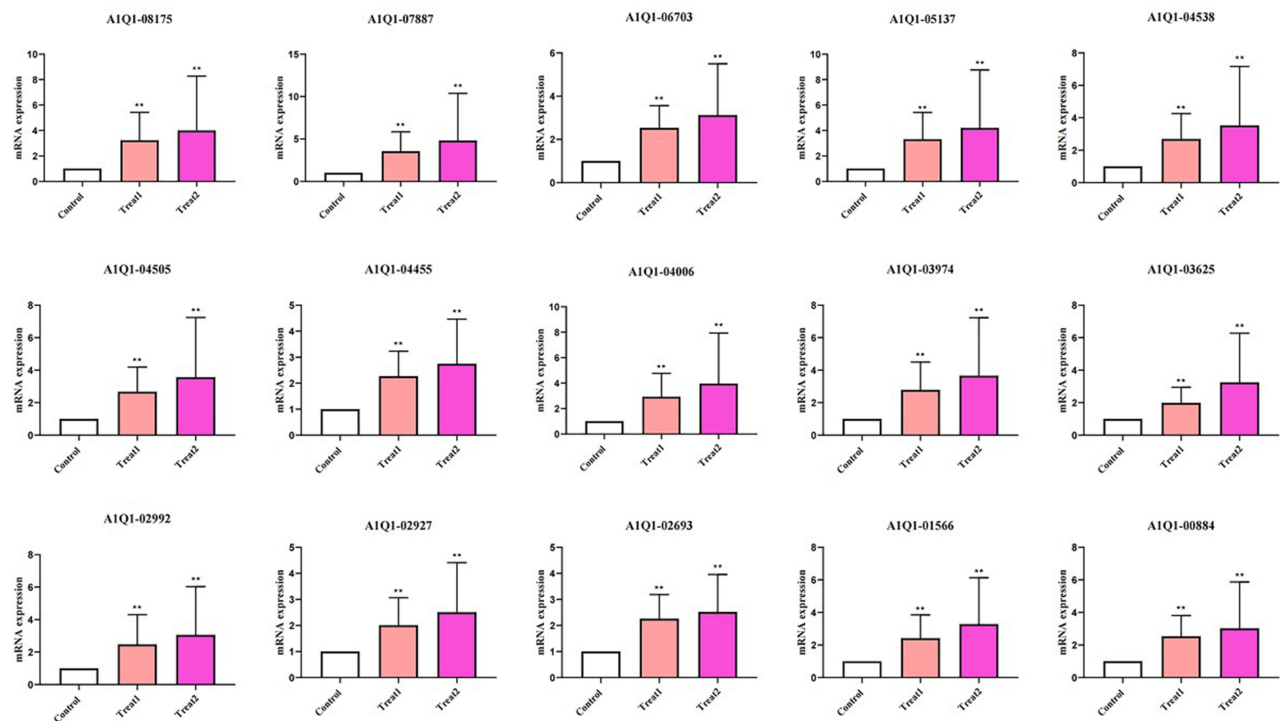 A1Q1-08175
mRNA expression
10
8
6
4
2
0
**
**
Control
Treat1
Treat2
A1Q1-07887
mRNA expression
15
10
5
0
**
**
Control
Treat1
Treat2
A1Q1-06703
mRNA expression
6
4
2
0
**
**
Control
Treat1
Treat2
A1Q1-05137
mRNA expression
10
8
6
4
2
0
**
**
Control
Treat1
Treat2
A1Q1-04538
mRNA expression
8
6
4
2
0
**
**
Control
Treat1
Treat2
A1Q1-04505
mRNA expression
8
6
4
2
0
**
**
Control
Treat1
Treat2
A1Q1-04455
mRNA expression
5
4
3
2
1
0
**
**
Control
Treat1
Treat2
A1Q1-04006
mRNA expression
10
8
6
4
2
0
**
**
Control
Treat1
Treat2
A1Q1-03974
mRNA expression
8
6
4
2
0
**
**
Control
Treat1
Treat2
A1Q1-03625
mRNA expression
8
6
4
2
0
**
**
Control
Treat1
Treat2
A1Q1-02992
mRNA expression
8
6
4
2
0
**
**
Control
Treat1
Treat2
A1Q1-02927
mRNA expression
5
4
3
2
1
0
**
**
Control
Treat1
Treat2
A1Q1-02693
mRNA expression
5
4
3
2
1
0
**
**
Control
Treat1
Treat2
A1Q1-01566
mRNA expression
8
6
4
2
0
**
**
Control
Treat1
Treat2
A1Q1-00884
mRNA expression
8
6
4
2
0
**
**
Control
Treat1
Treat2